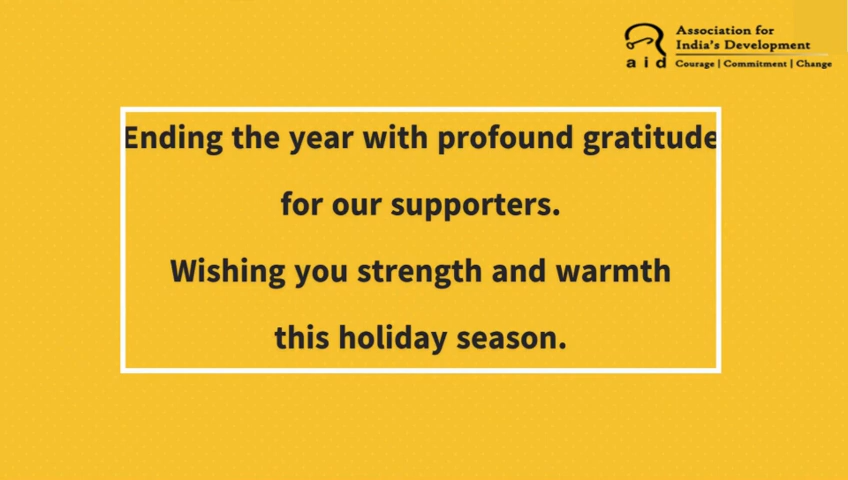 Association for
India's Development
aid
Courage | Commitment | Change
Ending the year with profound gratitude
for our supporters.
Wishing you strength and warmth
this holiday season.